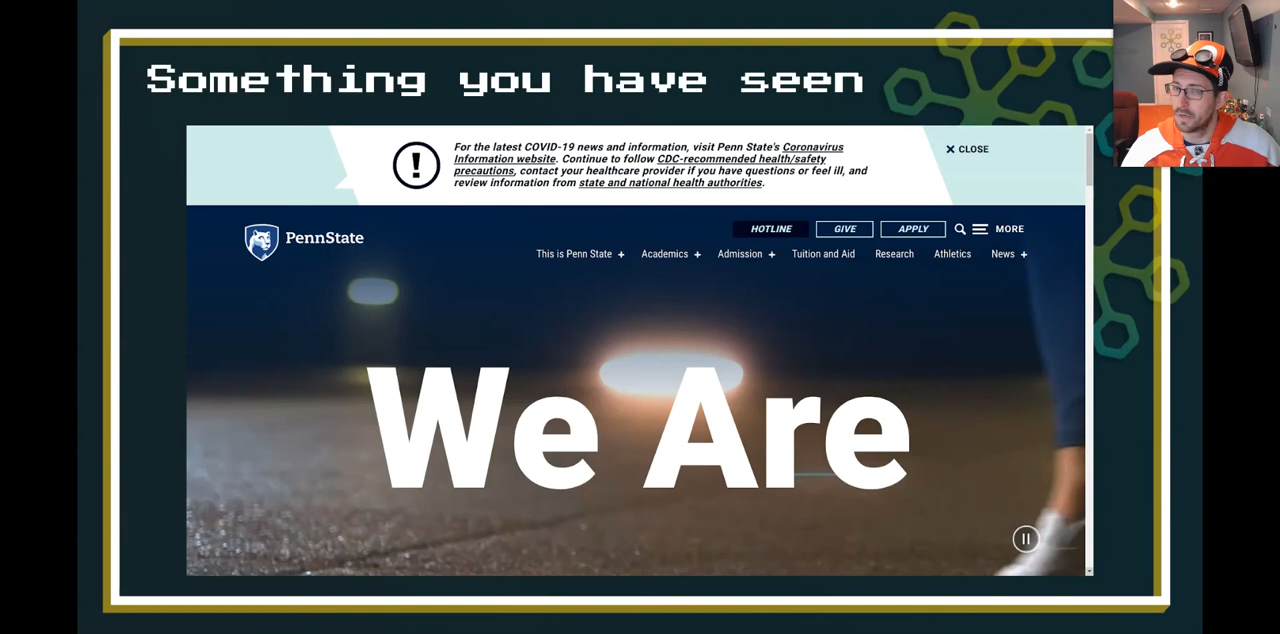 Something you have seen
For the latest COVID-19 news and information, visit Penn State's Coronavirus
Information website. Continue to follow CDC-recommended health/safety
precautions, contact your healthcare provider if you have questions or feel ill, and
review information from state and national health authorities.
CLOSE
PennState
HOTLINE GIVE APPLY MORE
This is Penn State + Academics + Admission + Tuition and Aid Research Athletics News +
We Are